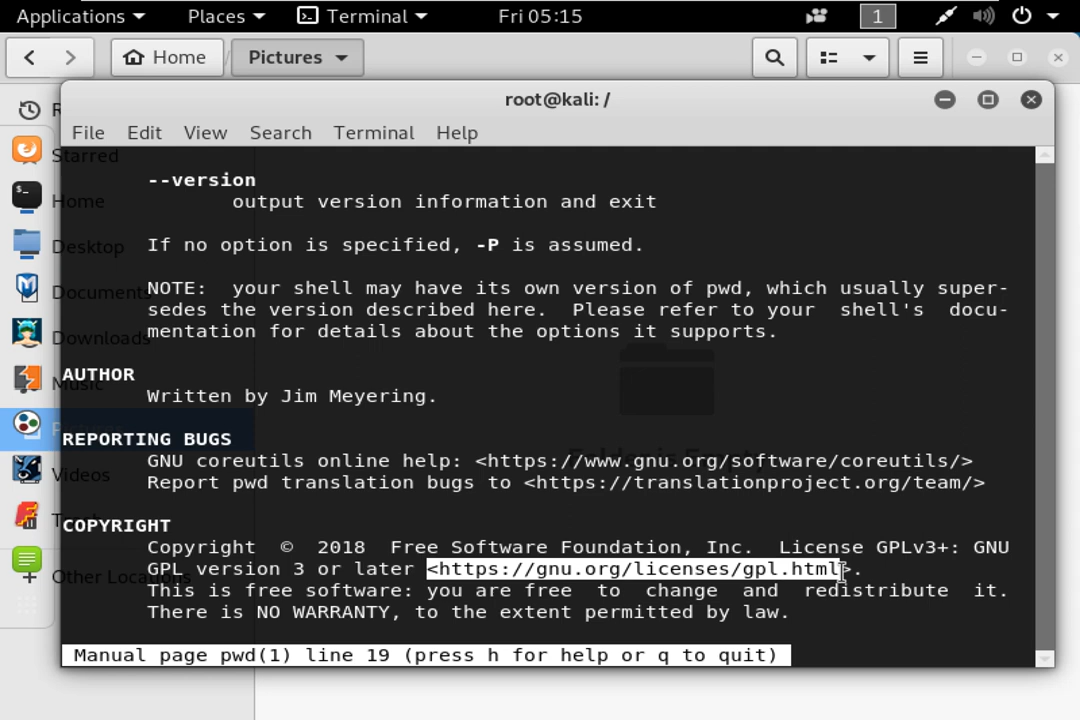 Applications Places Terminal Fri 05:15 1
Home Pictures
root@kali: /
File Edit View Search Terminal Help
Starred
Home
Desktop
Documents
Downloads
Music
Videos
Other Locations
--version
output version information and exit
If no option is specified, -P is assumed.
NOTE:  your shell may have its own version of pwd, which usually super-
sedes the version described here.  Please refer to your  shell's  docu-
mentation for details about the options it supports.
AUTHOR
Written by Jim Meyering.
REPORTING BUGS
GNU coreutils online help: <https://www.gnu.org/software/coreutils/>
Report pwd translation bugs to <https://translationproject.org/team/>
COPYRIGHT
Copyright  ©  2018  Free Software Foundation, Inc.  License GPLv3+: GNU
GPL version 3 or later <https://gnu.org/licenses/gpl.html>.
This is free software: you are free  to  change  and  redistribute  it.
There is NO WARRANTY, to the extent permitted by law.
Manual page pwd(1) line 19 (press h for help or q to quit)